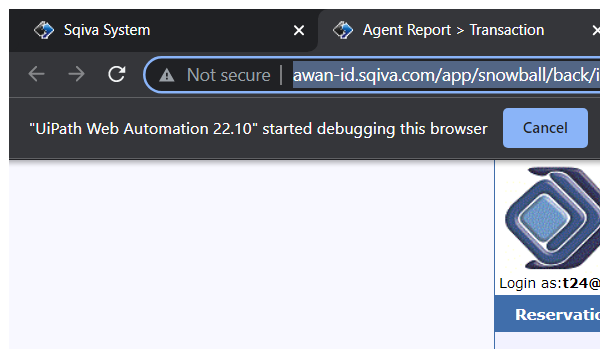 Sqiva System
Agent Report > Transaction
Not secure
awan-id.sqiva.com/app/snowball/back/i
"UiPath Web Automation 22.10" started debugging this browser
Cancel
Login as:t24@
Reservatio